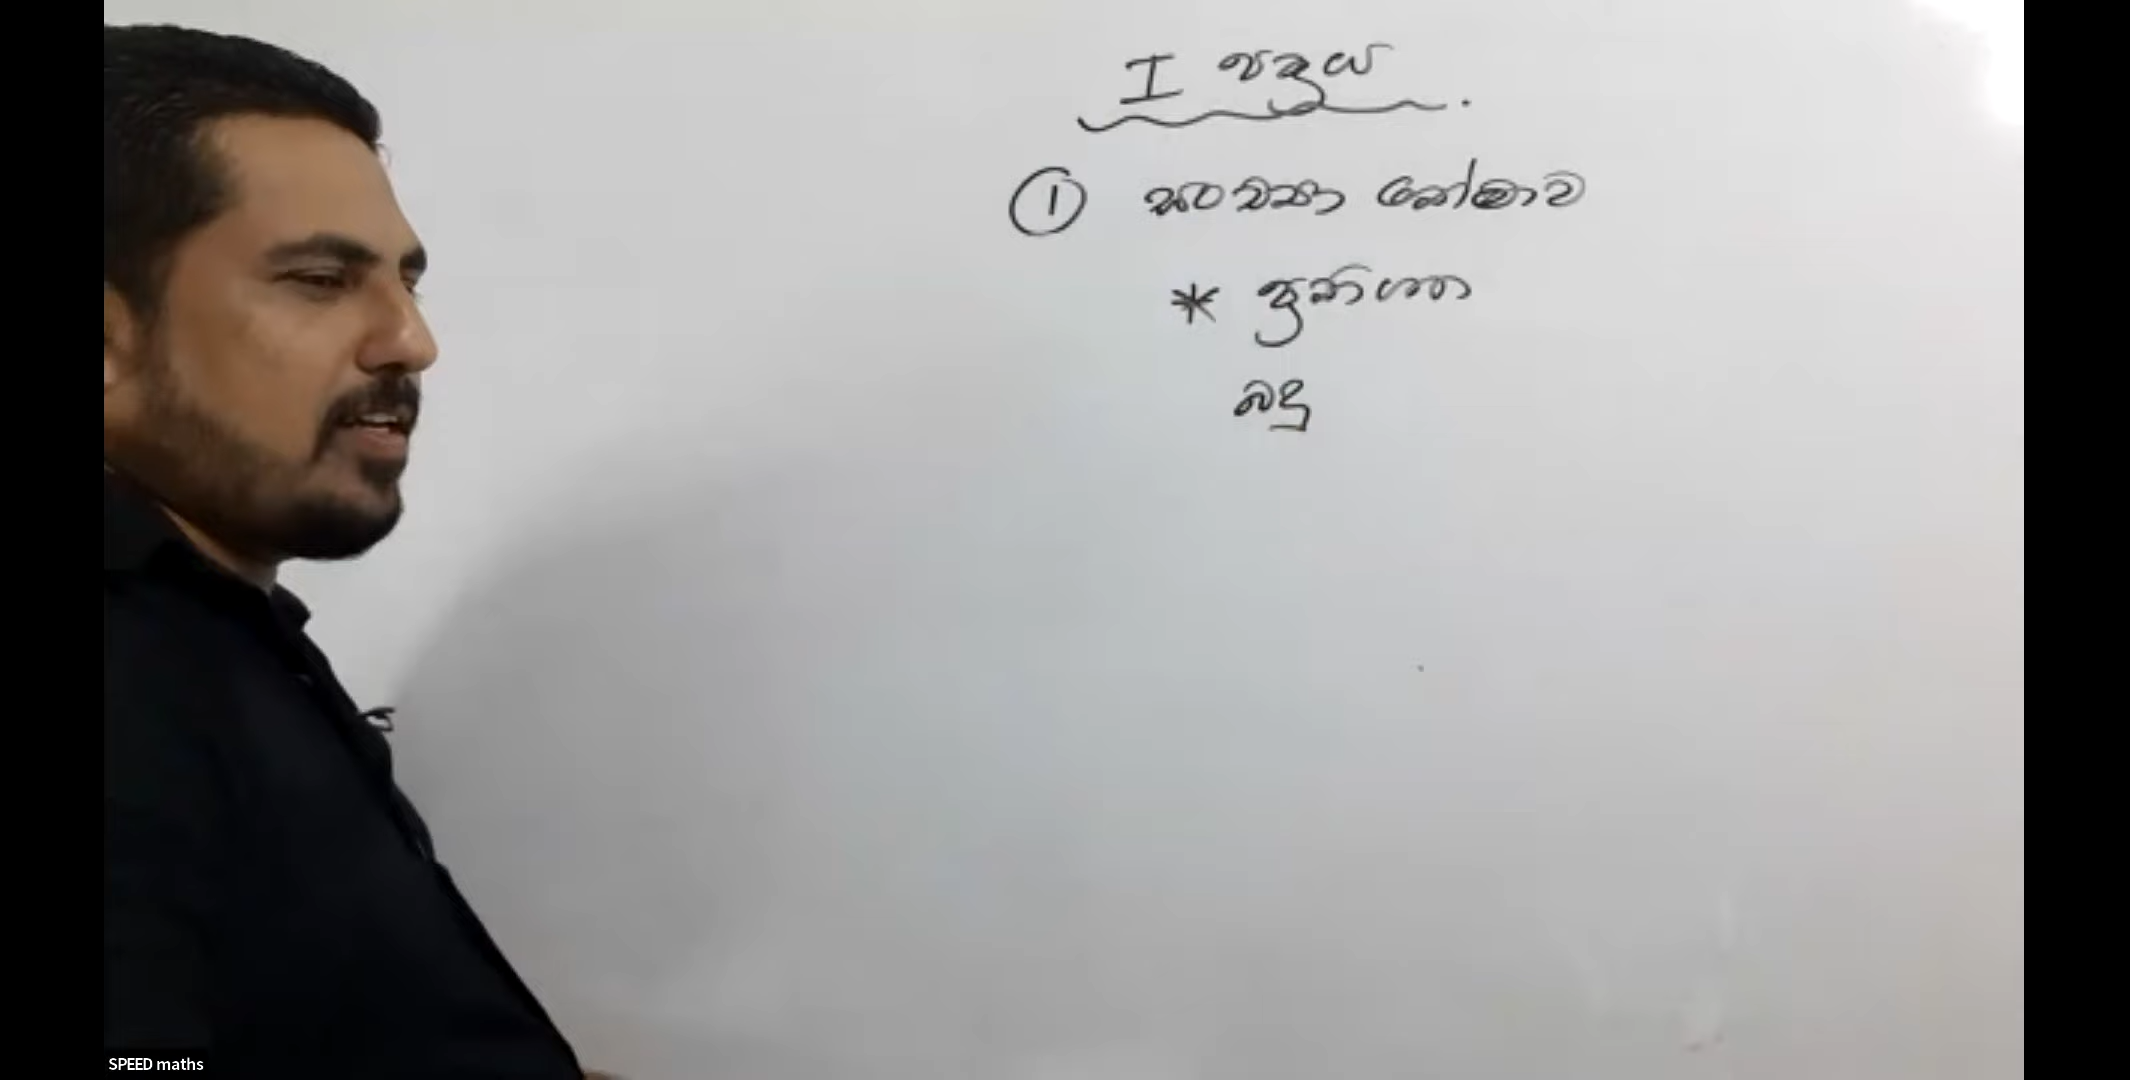 I පත්‍රය.
① සංඛ්‍යා තේමාව
* ප්‍රතිශත
බදු
SPEED maths